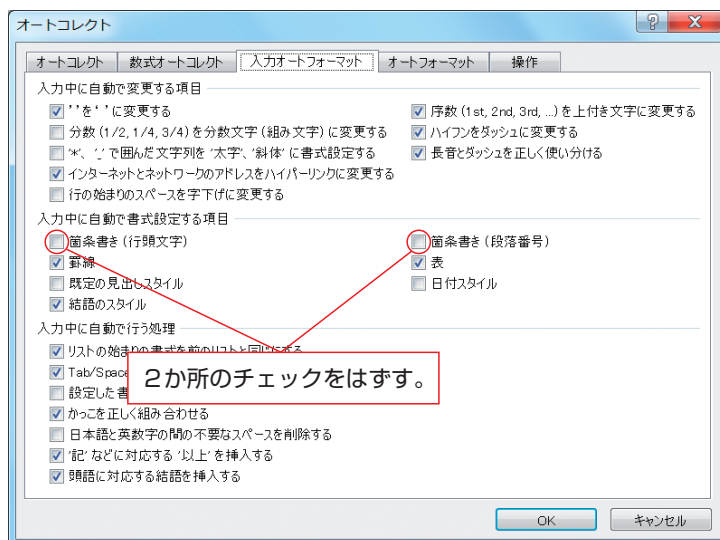 オートコレクト
オートコレクト 数式オートコレクト 入力オートフォーマット オートフォーマット 操作
入力中に自動で変更する項目
' 'を‘ ’に変更する 序数 (1st, 2nd, 3rd, ...) を上付き文字に変更する
分数 (1/2, 1/4, 3/4) を分数文字 (組み文字) に変更する ハイフンをダッシュに変更する
'*'、'_' で囲んだ文字列を '太字'、'斜体' に書式設定する 長音とダッシュを正しく使い分ける
インターネットとネットワークのアドレスをハイパーリンクに変更する
行の始まりのスペースを字下げに変更する
入力中に自動で書式設定する項目
箇条書き (行頭文字) 箇条書き (段落番号)
罫線 表
既定の見出しスタイル 日付スタイル
結語のスタイル
入力中に自動で行う処理
リストの始まりの書式を前のリストと同じにする
Tab/Space
設定した書
2か所のチェックをはずす。
かっこを正しく組み合わせる
日本語と英数字の間の不要なスペースを削除する
'記' などに対応する '以上' を挿入する
頭語に対応する結語を挿入する
OK キャンセル